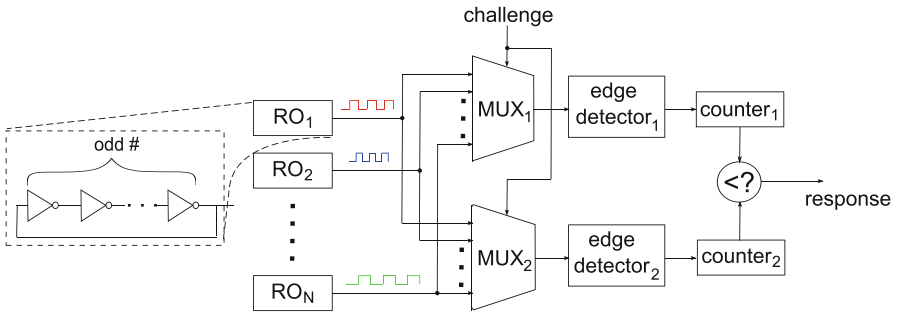 challenge
odd #
RO1
RO2
RON
MUX1
MUX2
edge
detector1
edge
detector2
counter1
counter2
<?
response